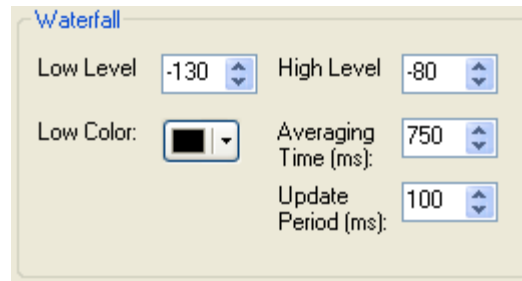 Waterfall
Low Level -130 High Level -80
Low Color: Averaging
Time (ms): 750
Update
Period (ms): 100